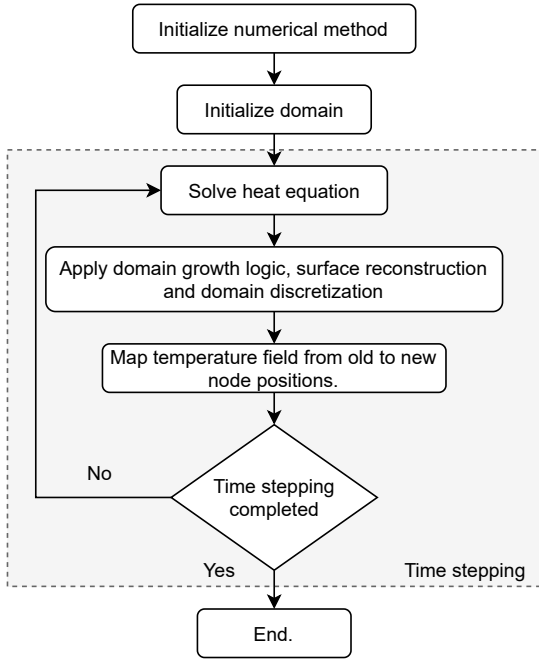 Initialize numerical method
Initialize domain
Solve heat equation
Apply domain growth logic, surface reconstruction
and domain discretization
Map temperature field from old to new
node positions.
No
Time stepping
completed
Yes
Time stepping
End.